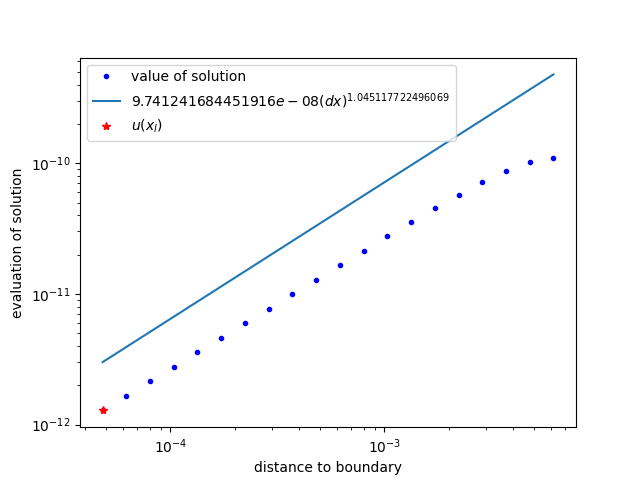 value of solution
9.741241684451916e − 08(dx)^1.045117722496069
u(x_l)
10^−10
10^−11
10^−12
evaluation of solution
10^−4
10^−3
distance to boundary